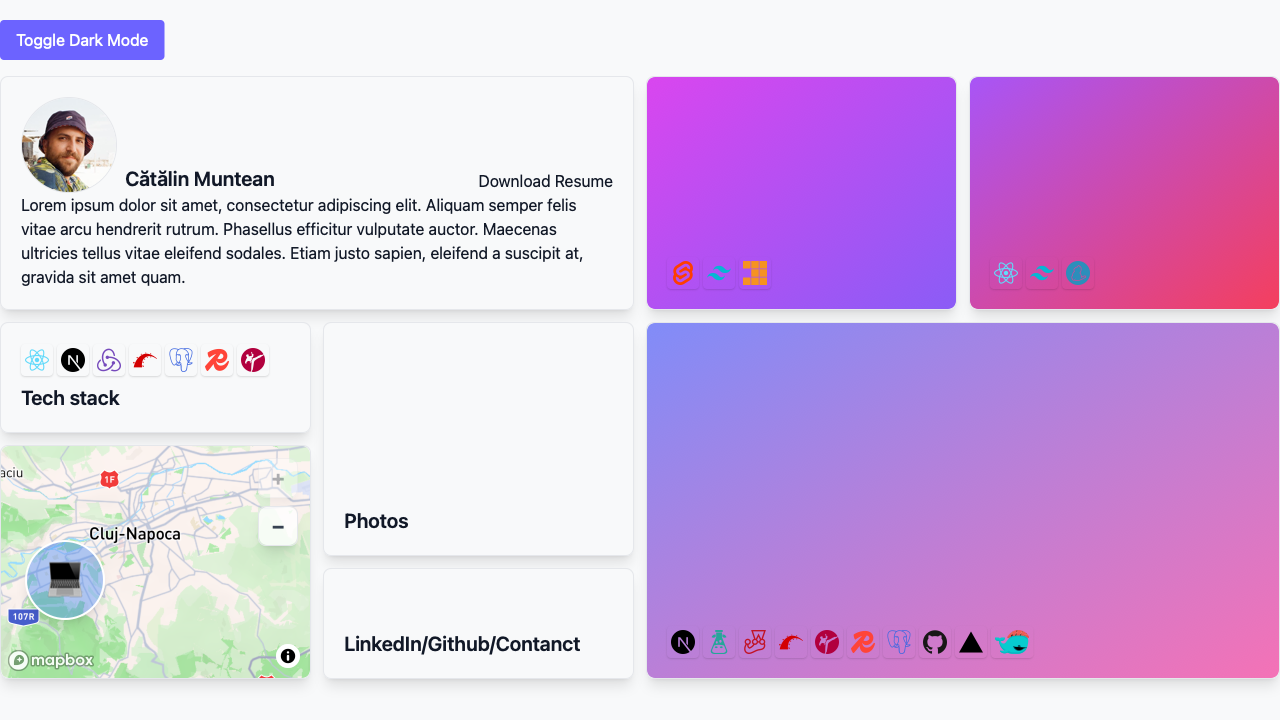 Toggle Dark Mode
Cătălin Muntean
Download Resume
Lorem ipsum dolor sit amet, consectetur adipiscing elit. Aliquam semper felis
vitae arcu hendrerit rutrum. Phasellus efficitur vulputate auctor. Maecenas
ultricies tellus vitae eleifend sodales. Etiam justo sapien, eleifend a suscipit at,
gravida sit amet quam.
Tech stack
Photos
LinkedIn/Github/Contanct
aciu
1F
Cluj-Napoca
107R
mapbox